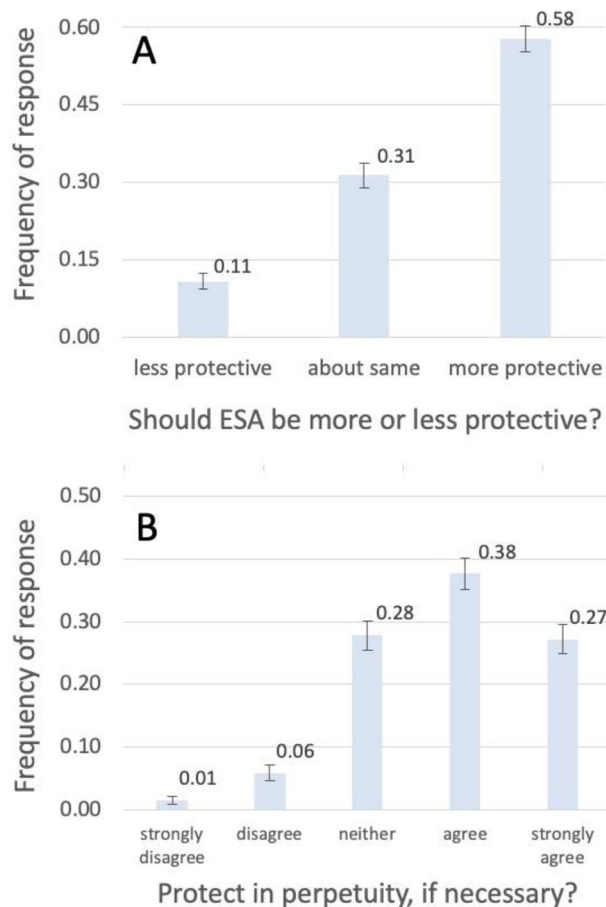 A
Frequency of response
0.60
0.45
0.30
0.15
0.00
0.11
0.31
0.58
less protective
about same
more protective
Should ESA be more or less protective?
B
Frequency of response
0.50
0.40
0.30
0.20
0.10
0.00
0.01
0.06
0.28
0.38
0.27
strongly
disagree
disagree
neither
agree
strongly
agree
Protect in perpetuity, if necessary?